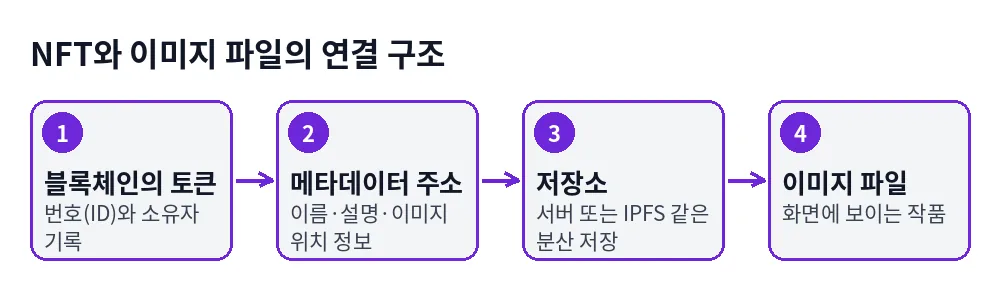 NFT와 이미지 파일의 연결 구조
1
블록체인의 토큰
번호(ID)와 소유자
기록
2
메타데이터 주소
이름·설명·이미지
위치 정보
3
저장소
서버 또는 IPFS 같은
분산 저장
4
이미지 파일
화면에 보이는 작품